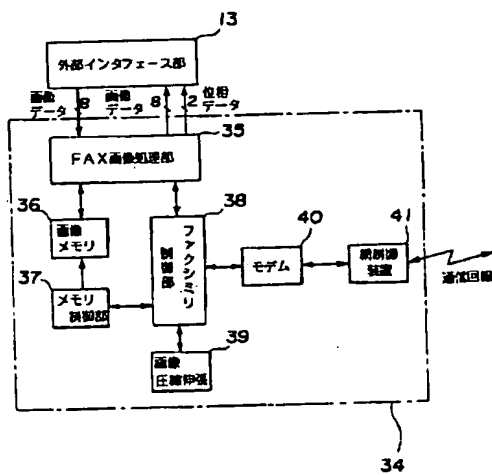 13
外部インタフェース部
画像データ
8
画像データ
8
2
位相データ
35
FAX画像処理部
36
画像メモリ
38
ファクシミリ制御部
40
モデム
41
網制御装置
通信回線
37
メモリ制御部
39
画像圧縮伸張
34